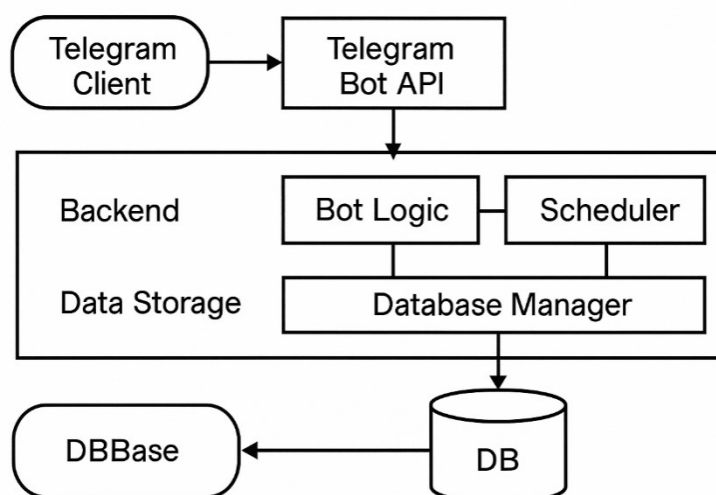 Telegram
Client
Telegram
Bot API
Backend
Bot Logic
Scheduler
Data Storage
Database Manager
DBBase
DB